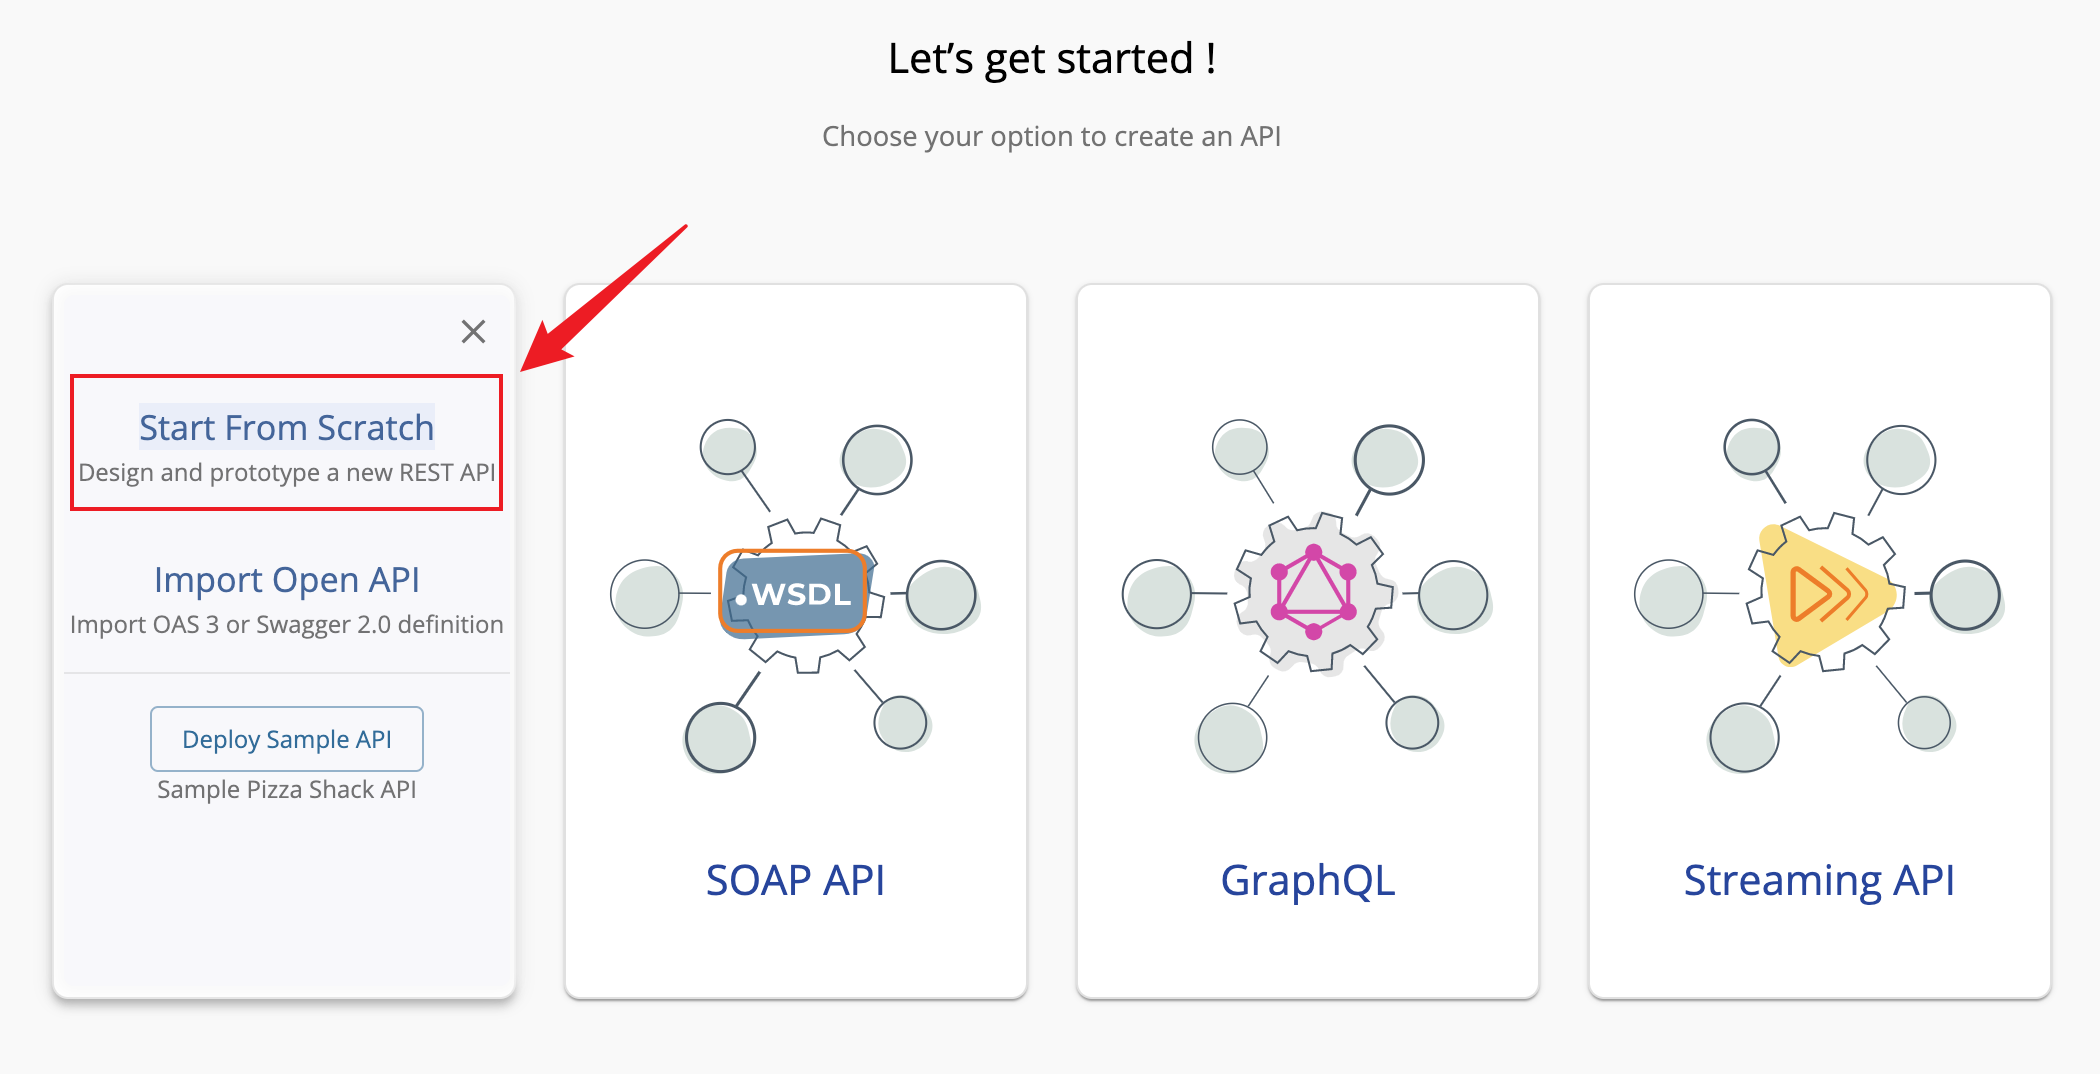 Let’s get started !
Choose your option to create an API
Start From Scratch
Design and prototype a new REST API
Import Open API
Import OAS 3 or Swagger 2.0 definition
Deploy Sample API
Sample Pizza Shack API
.WSDL
SOAP API
GraphQL
Streaming API